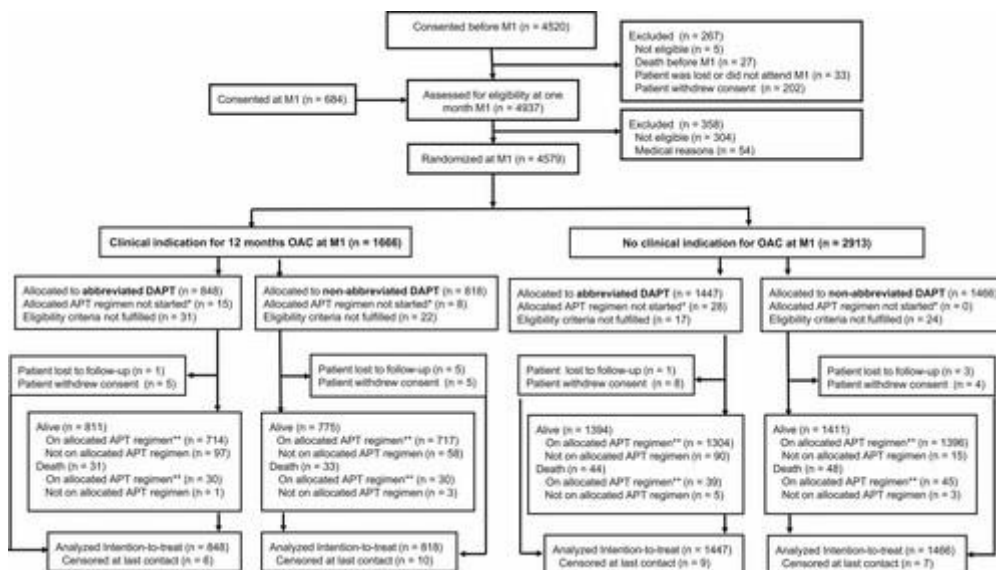 Consented before M1 (n = 4520)
Excluded (n = 267)
Not eligible (n = 5)
Death before M1 (n = 27)
Patient was lost or did not attend M1 (n = 33)
Patient withdrew consent (n = 202)
Consented at M1 (n = 684)
Assessed for eligibility at one
month M1 (n = 4937)
Excluded (n = 358)
Not eligible (n = 304)
Medical reasons (n = 54)
Randomized at M1 (n = 4579)
Clinical indication for 12 months OAC at M1 (n = 1666)
No clinical indication for OAC at M1 (n = 2913)
Allocated to abbreviated DAPT (n = 848)
Allocated APT regimen not started* (n = 15)
Eligibility criteria not fulfilled (n = 31)
Allocated to non-abbreviated DAPT (n = 818)
Allocated APT regimen not started* (n = 8)
Eligibility criteria not fulfilled (n = 22)
Allocated to abbreviated DAPT (n = 1447)
Allocated APT regimen not started* (n = 28)
Eligibility criteria not fulfilled (n = 17)
Allocated to non-abbreviated DAPT (n = 1466)
Allocated APT regimen not started* (n = 0)
Eligibility criteria not fulfilled (n = 24)
Patient lost to follow-up (n = 1)
Patient withdrew consent (n = 5)
Patient lost to follow-up (n = 5)
Patient withdrew consent (n = 5)
Patient lost to follow-up (n = 1)
Patient withdrew consent (n = 8)
Patient lost to follow-up (n = 3)
Patient withdrew consent (n = 4)
Alive (n = 811)
On allocated APT regimen** (n = 714)
Not on allocated APT regimen (n = 97)
Death (n = 31)
On allocated APT regimen** (n = 30)
Not on allocated APT regimen (n = 1)
Alive (n = 775)
On allocated APT regimen** (n = 717)
Not on allocated APT regimen (n = 58)
Death (n = 33)
On allocated APT regimen** (n = 30)
Not on allocated APT regimen (n = 3)
Alive (n = 1394)
On allocated APT regimen** (n = 1304)
Not on allocated APT regimen (n = 90)
Death (n = 44)
On allocated APT regimen** (n = 39)
Not on allocated APT regimen (n = 5)
Alive (n = 1411)
On allocated APT regimen** (n = 1396)
Not on allocated APT regimen (n = 15)
Death (n = 48)
On allocated APT regimen** (n = 45)
Not on allocated APT regimen (n = 3)
Analyzed Intention-to-treat (n = 848)
Censored at last contact (n = 6)
Analyzed Intention-to-treat (n = 818)
Censored at last contact (n = 10)
Analyzed Intention-to-treat (n = 1447)
Censored at last contact (n = 9)
Analyzed Intention-to-treat (n = 1466)
Censored at last contact (n = 7)